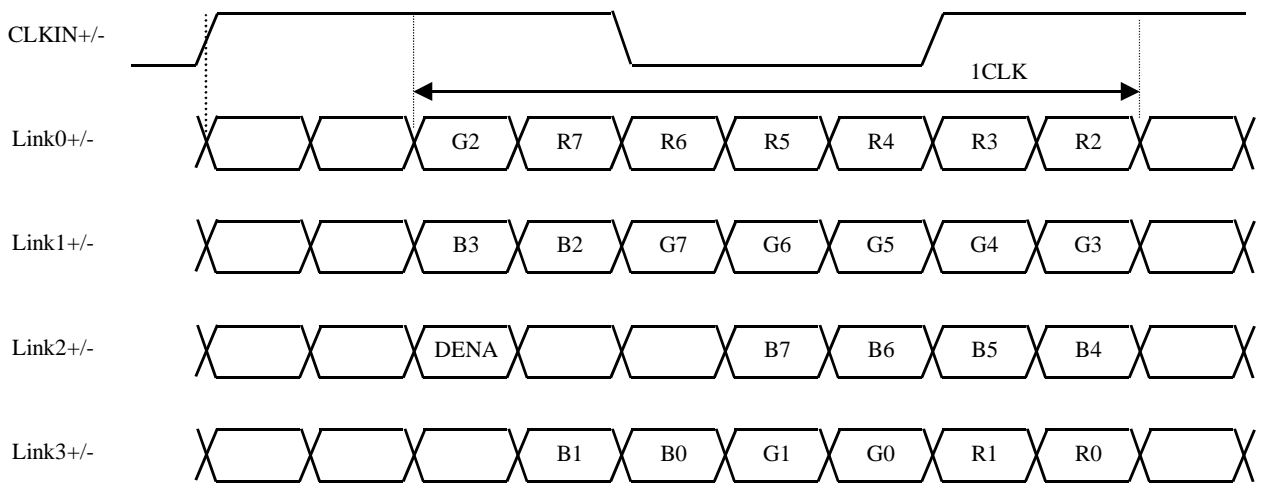 CLKIN+/-
1CLK
Link0+/- G2 R7 R6 R5 R4 R3 R2
Link1+/- B3 B2 G7 G6 G5 G4 G3
Link2+/- DENA B7 B6 B5 B4
Link3+/- B1 B0 G1 G0 R1 R0